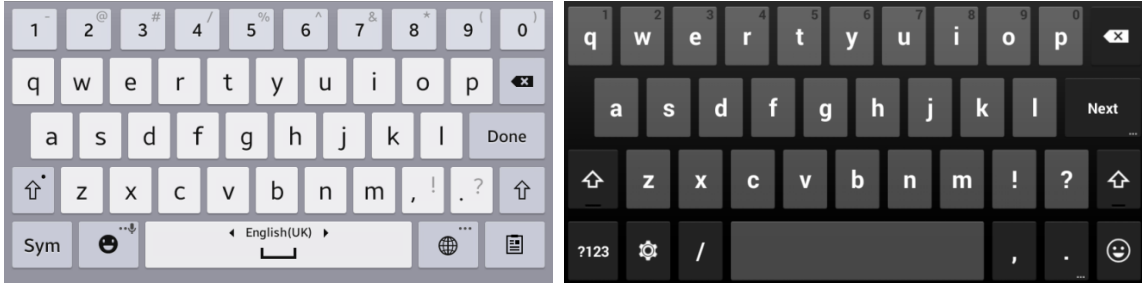 1 - 2 @ 3 # 4 / 5 % 6 ^ 7 & 8 * 9 ( 0 )
q w e r t y u i o p
a s d f g h j k l Done
z x c v b n m , ! . ?
Sym English(UK)
q 1 w 2 e 3 r 4 t 5 y 6 u 7 i 8 o 9 p 0
a s d f g h j k l Next ...
z x c v b n m ! ?
?123 / , . ...